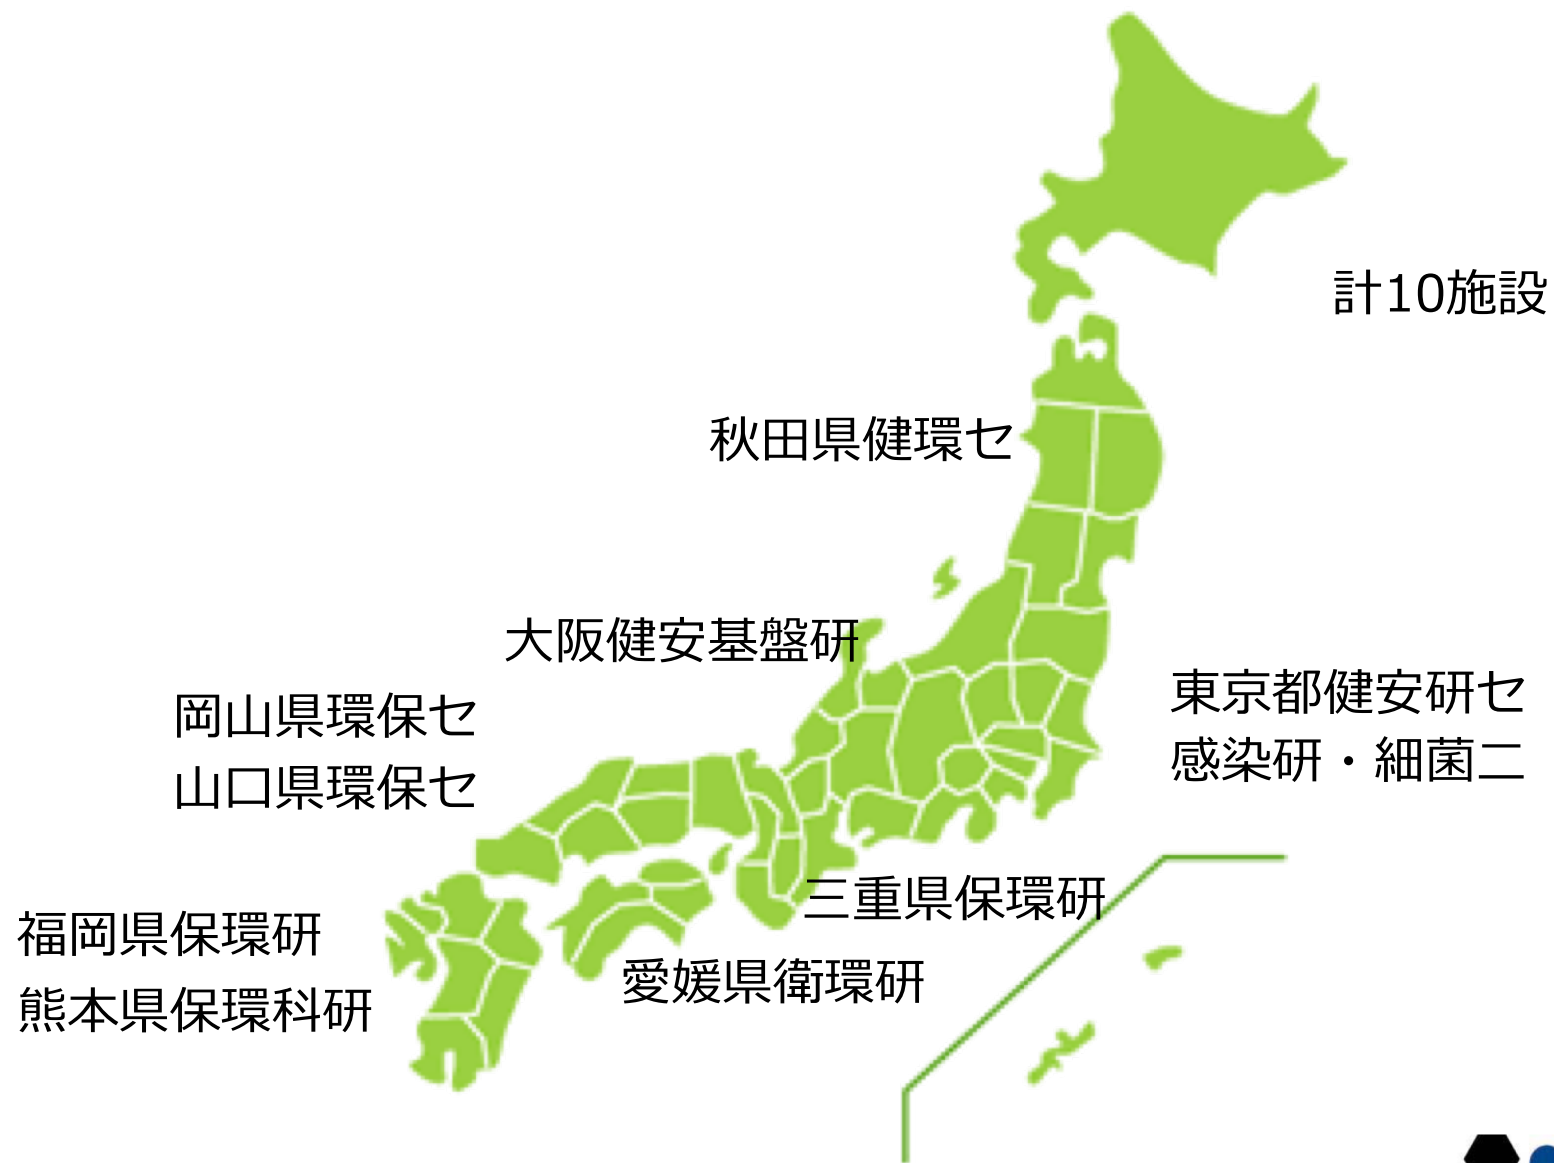 計10施設
秋田県健環セ
大阪健安基盤研
岡山県環保セ
山口県環保セ
東京都健安研セ
感染研・細菌二
三重県保環研
福岡県保環研
愛媛県衛環研
熊本県保環科研